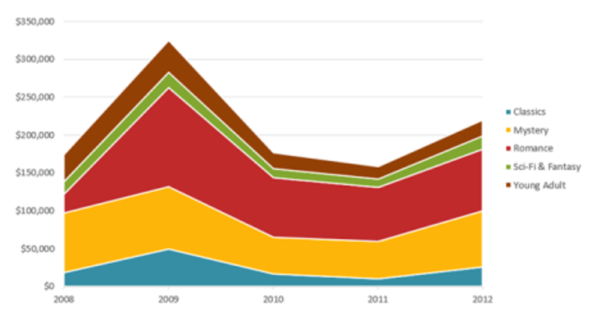 $350,000
$300,000
$250,000
$200,000
$150,000
$100,000
$50,000
$0
2008 2009 2010 2011 2012
Classics
Mystery
Romance
Sci-Fi & Fantasy
Young Adult